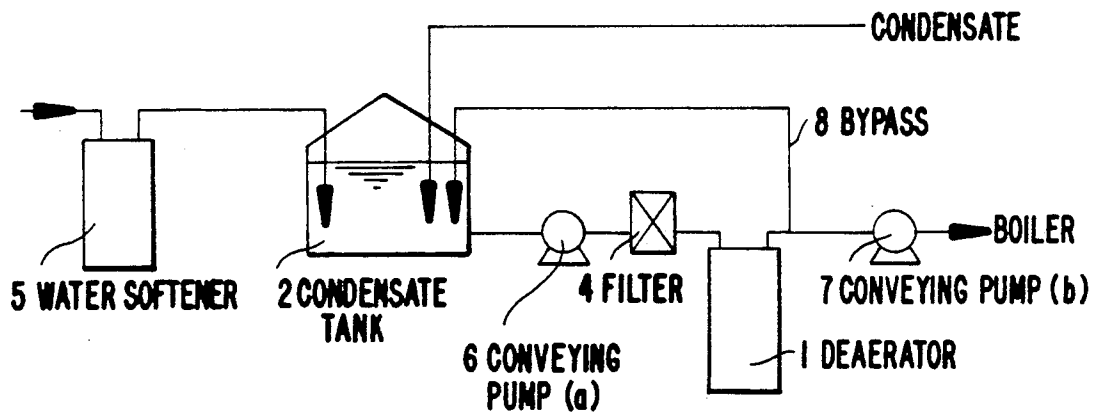 CONDENSATE
8 BYPASS
BOILER
5 WATER SOFTENER
2 CONDENSATE
TANK
4 FILTER
7 CONVEYING PUMP (b)
6 CONVEYING
PUMP (a)
1 DEAERATOR